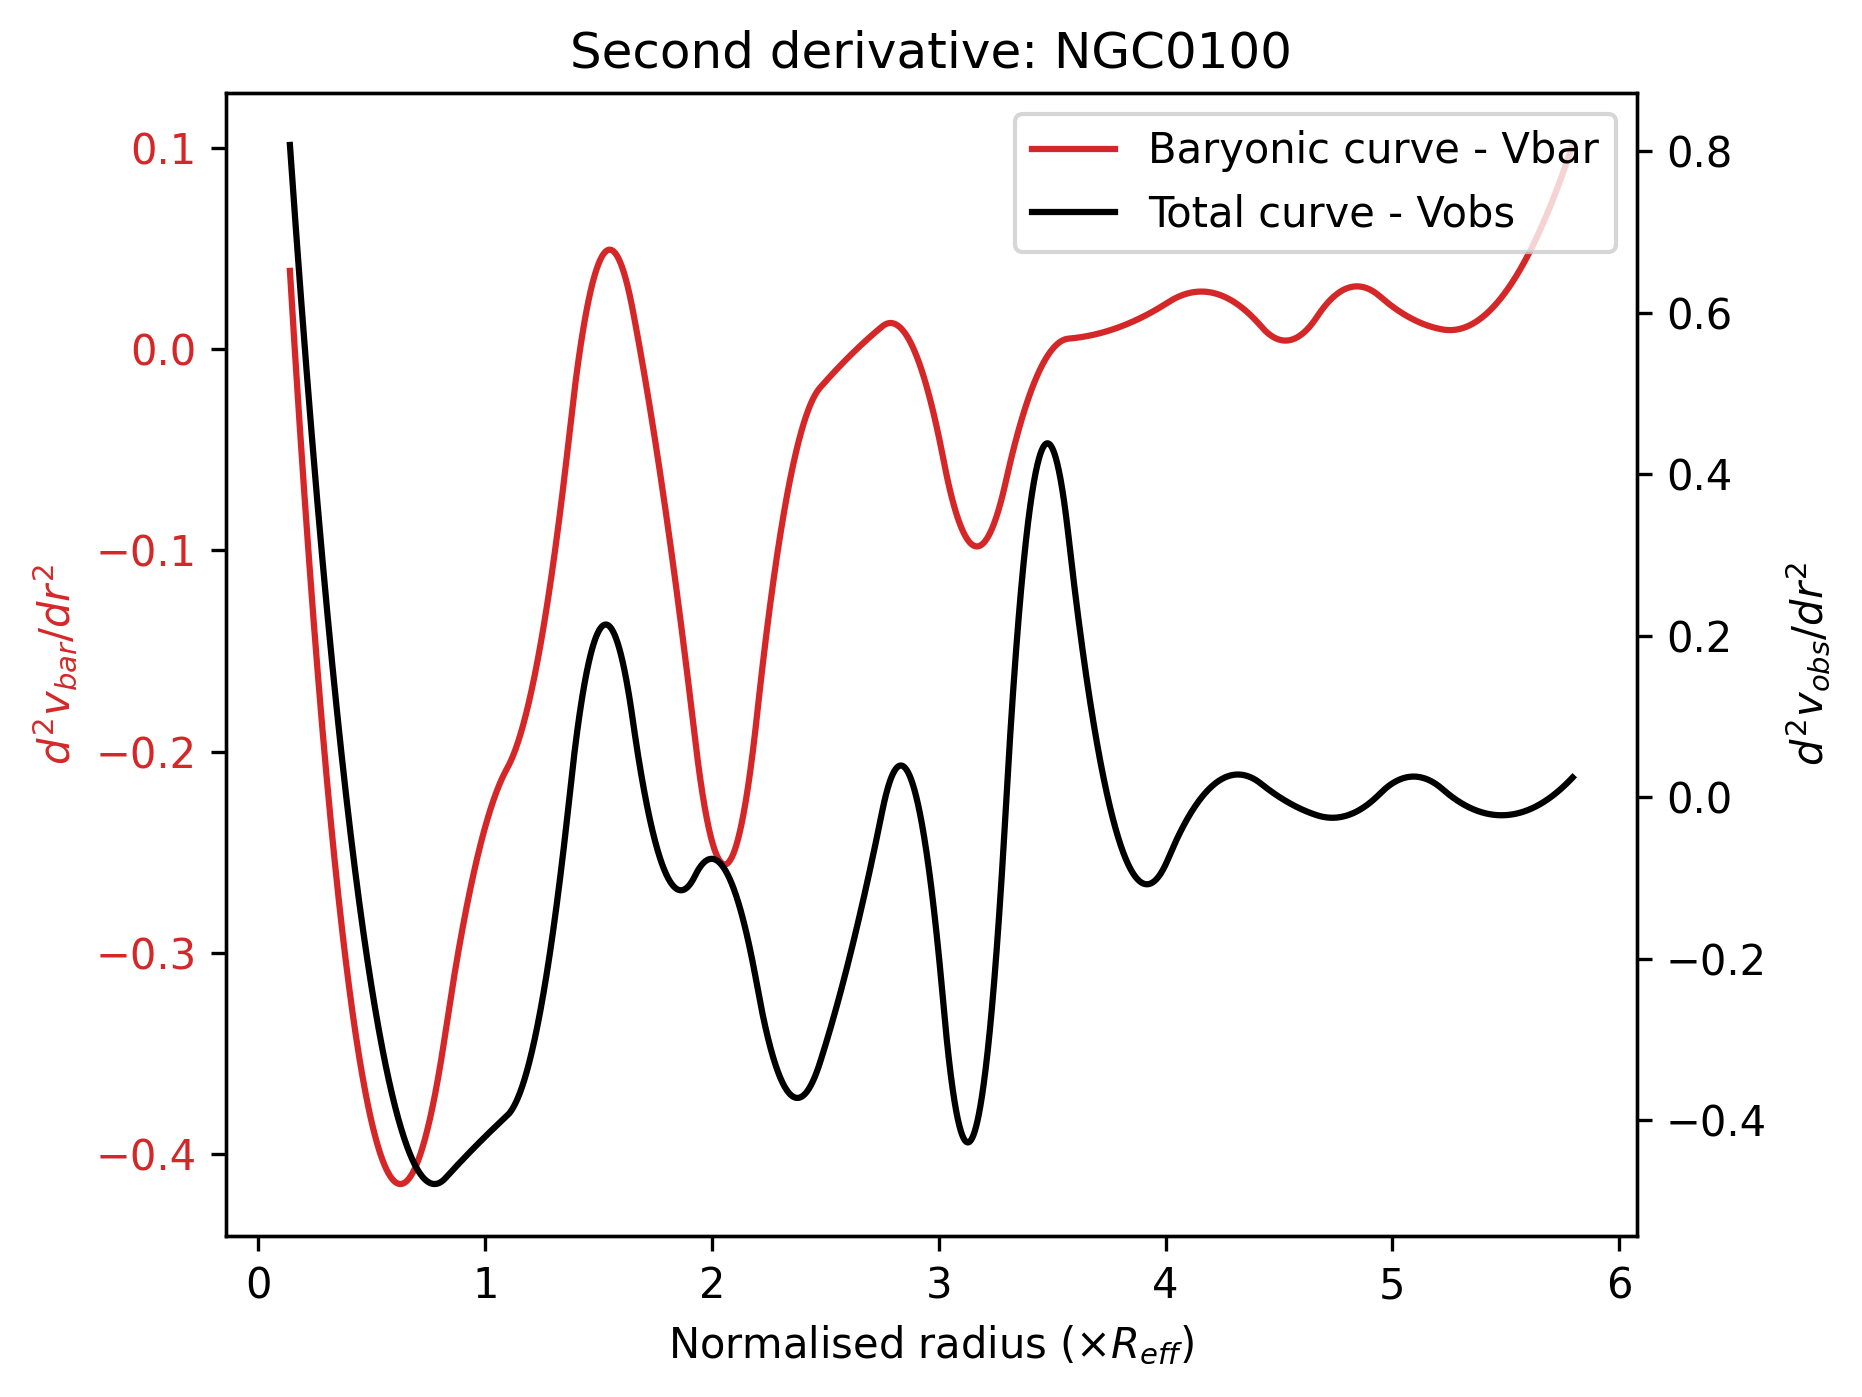 Second derivative: NGC0100
Baryonic curve - Vbar
Total curve - Vobs
0.1
0.0
−0.1
−0.2
−0.3
−0.4
d²v_bar/dr²
0.8
0.6
0.4
0.2
0.0
−0.2
−0.4
d²v_obs/dr²
0 1 2 3 4 5 6
Normalised radius (×R_eff)